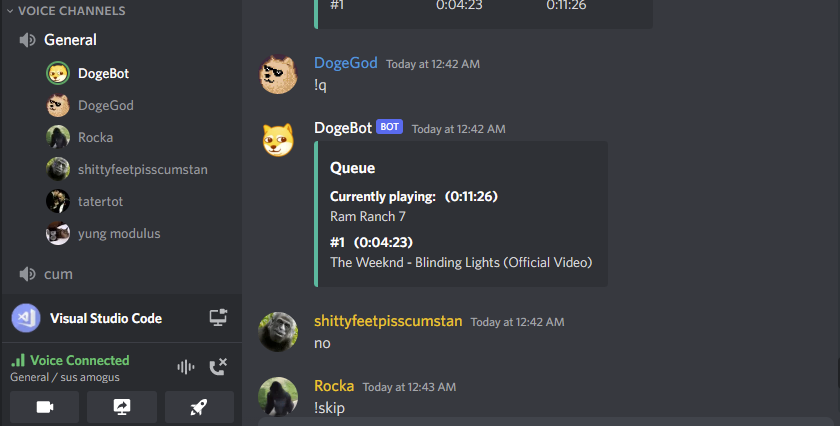 VOICE CHANNELS
General
DogeBot
DogeGod
Rocka
shittyfeetpisscumstan
tatertot
yung modulus
cum
Visual Studio Code
Voice Connected
General / sus amogus
#1 0:04:23 0:11:26
DogeGod Today at 12:42 AM
!q
DogeBot BOT Today at 12:42 AM
Queue
Currently playing: (0:11:26)
Ram Ranch 7
#1 (0:04:23)
The Weeknd - Blinding Lights (Official Video)
shittyfeetpisscumstan Today at 12:42 AM
no
Rocka Today at 12:43 AM
!skip